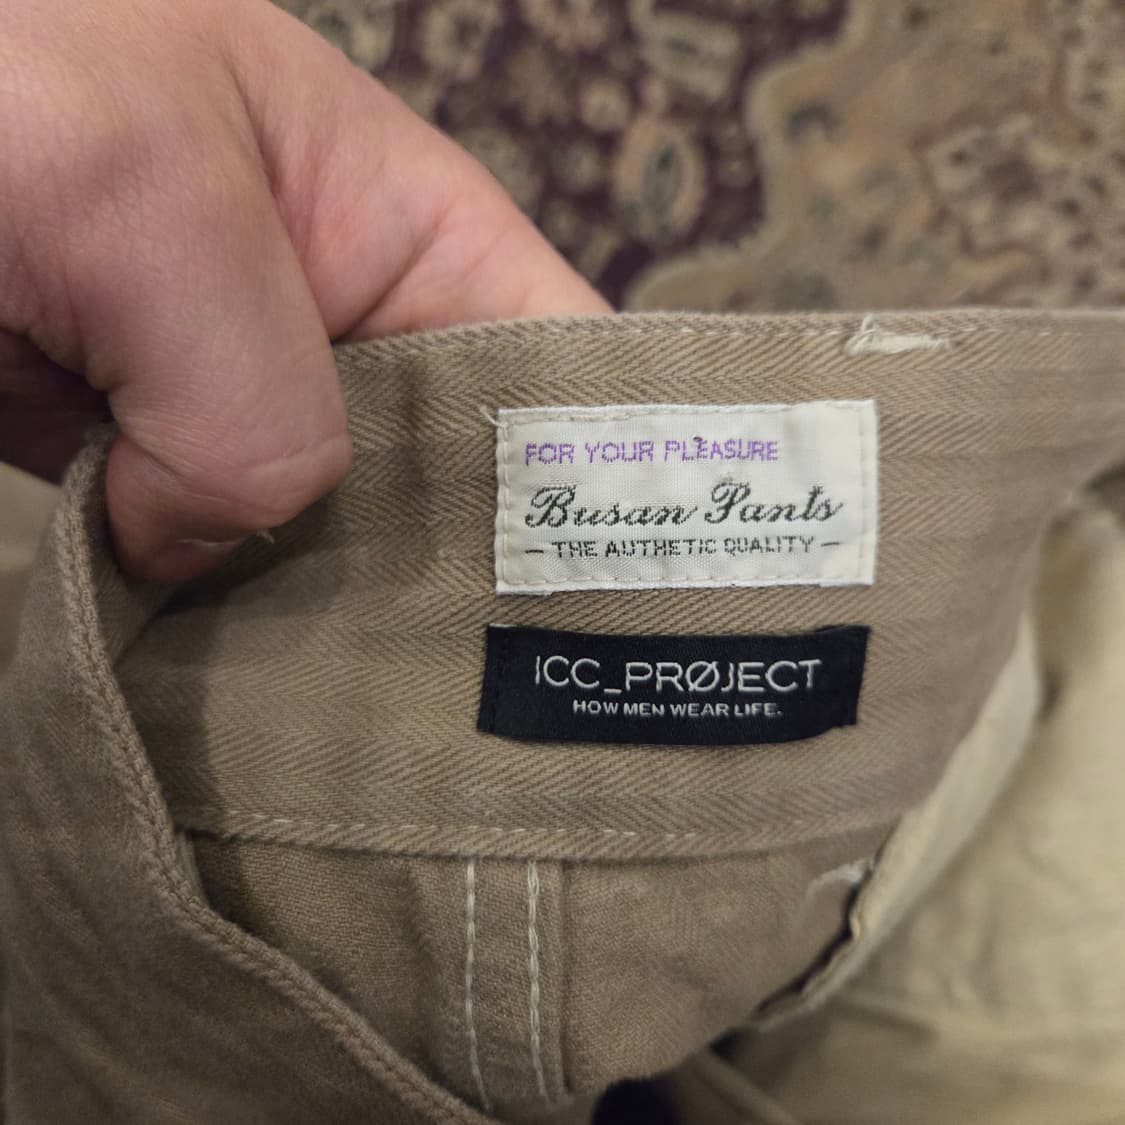 FOR YOUR PLEASURE
Busan Pants
- THE AUTHETIC QUALITY -
ICC_PRØJECT
HOW MEN WEAR LIFE.